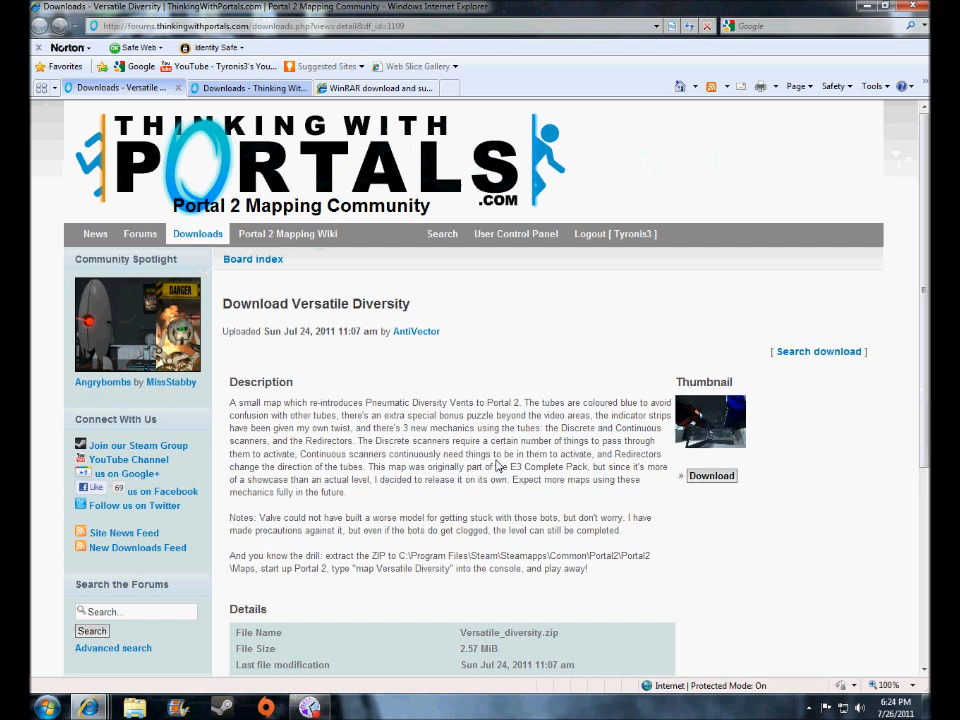 Downloads - Versatile Diversity | ThinkingWithPortals.com | Portal 2 Mapping Community - Windows Internet Explorer
http://forums.thinkingwithportals.com/downloads.php?view=detail&df_id=1109
Google
Norton Safe Web Identity Safe
Favorites Google YouTube - Tyronis3's You... Suggested Sites Web Slice Gallery
Downloads - Versatile ... Downloads - Thinking Wit... WinRAR download and su...
Page Safety Tools
THINKING WITH
PORTALS
.COM
Portal 2 Mapping Community
News Forums Downloads Portal 2 Mapping Wiki Search User Control Panel Logout [ Tyronis3 ]
Community Spotlight
DANGER
Angrybombs by MissStabby
Connect With Us
Join our Steam Group
YouTube Channel
+1 us on Google+
Like 69 us on Facebook
Follow us on Twitter
Site News Feed
New Downloads Feed
Search the Forums
Search...
Search
Advanced search
Board index
Download Versatile Diversity
Uploaded Sun Jul 24, 2011 11:07 am by AntiVector
[ Search download ]
Description
A small map which re-introduces Pneumatic Diversity Vents to Portal 2. The tubes are coloured blue to avoid
confusion with other tubes, there's an extra special bonus puzzle beyond the video areas, the indicator strips
have been given my own twist, and there's 3 new mechanics using the tubes: the Discrete and Continuous
scanners, and the Redirectors. The Discrete scanners require a certain number of things to pass through
them to activate, Continuous scanners continuously need things to be in them to activate, and Redirectors
change the direction of the tubes. This map was originally part of the E3 Complete Pack, but since it's more
of a showcase than an actual level, I decided to release it on its own. Expect more maps using these
mechanics fully in the future.
Notes: Valve could not have built a worse model for getting stuck with those bots, but don't worry. I have
made precautions against it, but even if the bots do get clogged, the level can still be completed.
And you know the drill: extract the ZIP to C:\Program Files\Steam\Steamapps\Common\Portal2\Portal2
\Maps, start up Portal 2, type "map Versatile Diversity" into the console, and play away!
Thumbnail
» Download
Details
File Name Versatile_diversity.zip
File Size 2.57 MiB
Last file modification Sun Jul 24, 2011 11:07 am
Internet | Protected Mode: On 100%
6:24 PM
7/26/2011